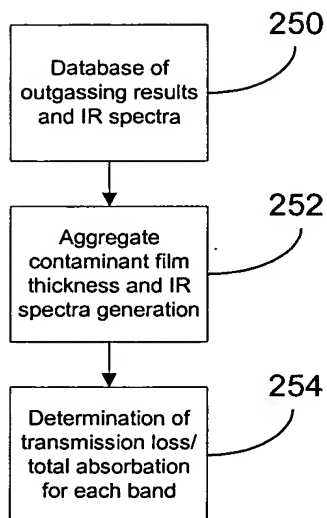 250
Database of
outgassing results
and IR spectra
252
Aggregate
contaminant film
thickness and IR
spectra generation
254
Determination of
transmission loss/
total absorbation
for each band